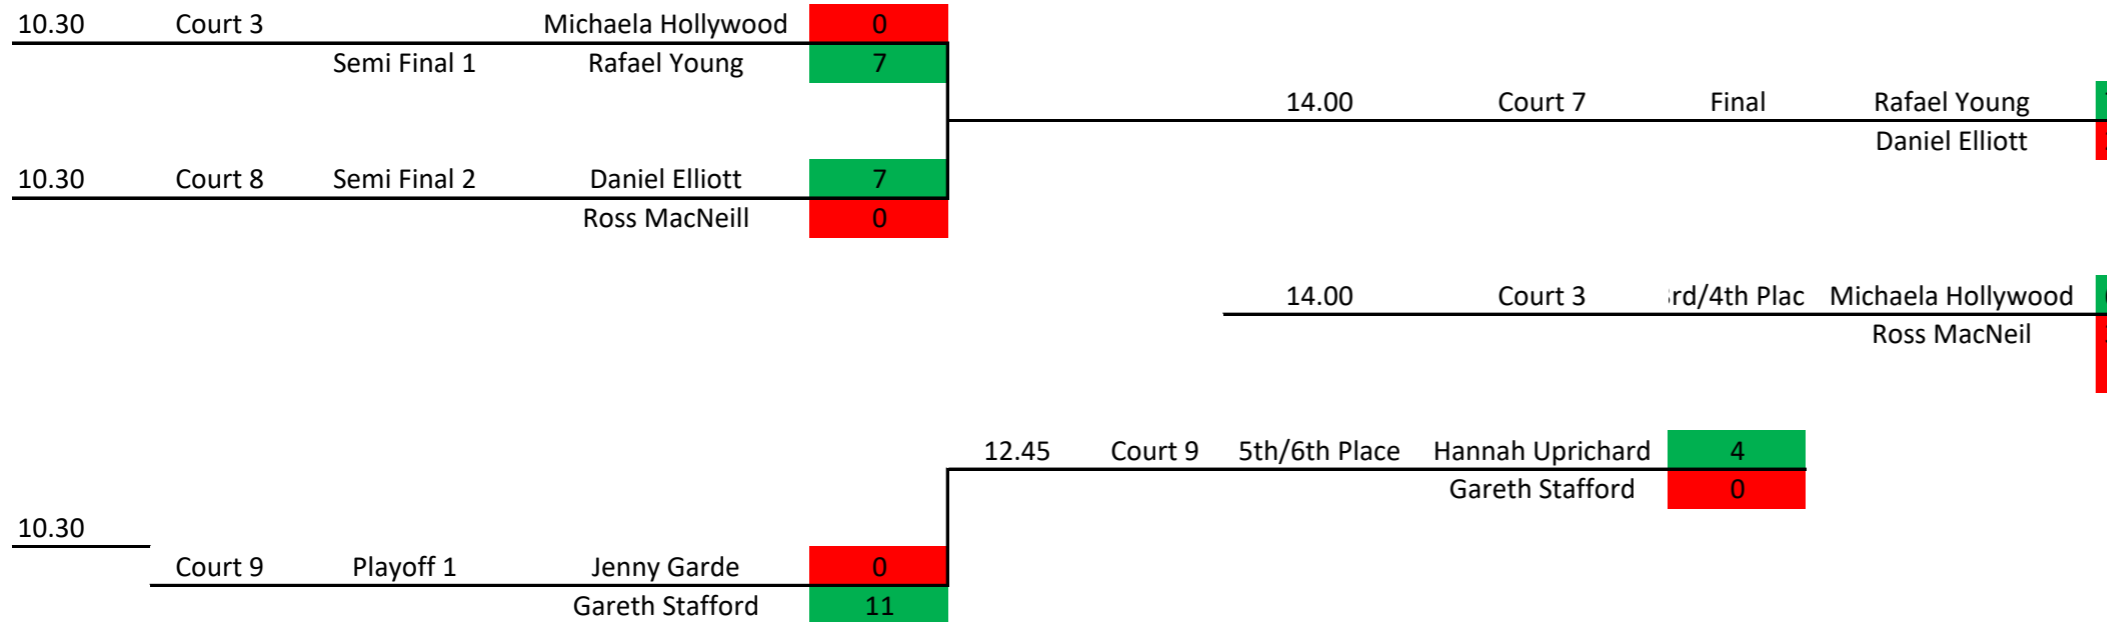 10.30 Court 3 Michaela Hollywood 0
Semi Final 1 Rafael Young 7
14.00 Court 7 Final Rafael Young
Daniel Elliott
10.30 Court 8 Semi Final 2 Daniel Elliott 7
Ross MacNeill 0
14.00 Court 3 rd/4th Plac Michaela Hollywood
Ross MacNeil
12.45 Court 9 5th/6th Place Hannah Uprichard 4
Gareth Stafford 0
10.30
Court 9 Playoff 1 Jenny Garde 0
Gareth Stafford 11